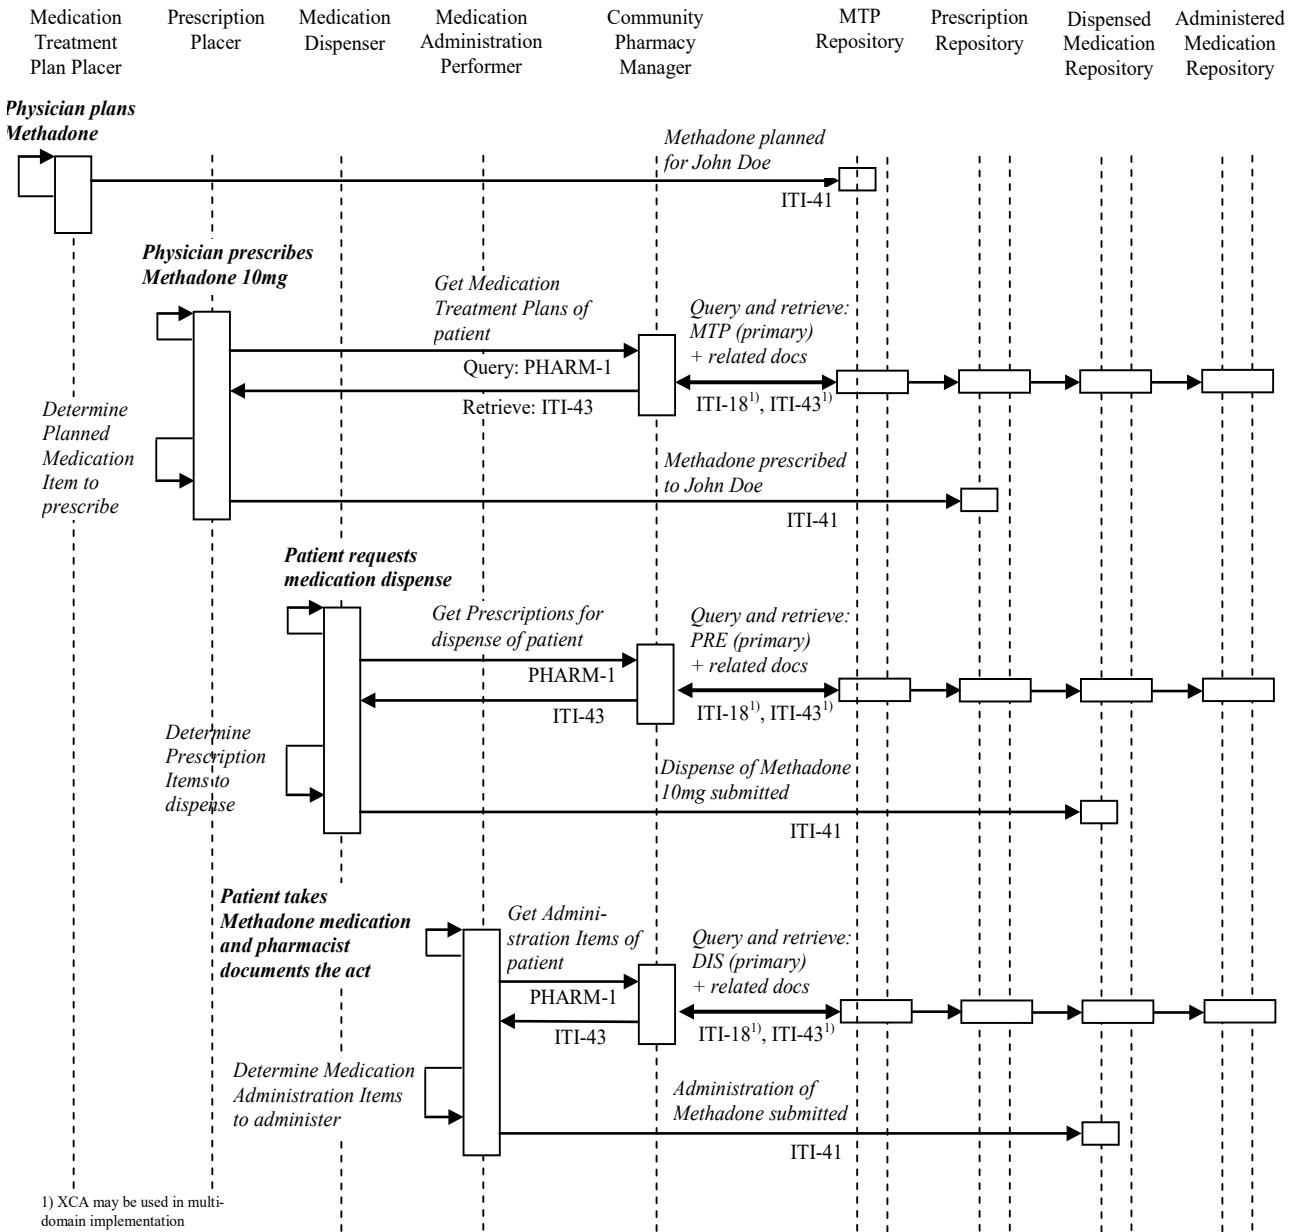 Medication
Treatment
Plan Placer
Prescription
Placer
Medication
Dispenser
Medication
Administration
Performer
Community
Pharmacy
Manager
MTP
Repository
Prescription
Repository
Dispensed
Medication
Repository
Administered
Medication
Repository
Physician plans
Methadone
Methadone planned
for John Doe
ITI-41
Physician prescribes
Methadone 10mg
Get Medication
Treatment Plans of
patient
Query: PHARM-1
Retrieve: ITI-43
Query and retrieve:
MTP (primary)
+ related docs
ITI-181), ITI-431)
Determine
Planned
Medication
Item to
prescribe
Methadone prescribed
to John Doe
ITI-41
Patient requests
medication dispense
Get Prescriptions for
dispense of patient
PHARM-1
ITI-43
Query and retrieve:
PRE (primary)
+ related docs
ITI-181), ITI-431)
Determine
Prescription
Items to
dispense
Dispense of Methadone
10mg submitted
ITI-41
Patient takes
Methadone medication
and pharmacist
documents the act
Get Admini-
stration Items of
patient
PHARM-1
ITI-43
Query and retrieve:
DIS (primary)
+ related docs
ITI-181), ITI-431)
Determine Medication
Administration Items
to administer
Administration of
Methadone submitted
ITI-41
1) XCA may be used in multi-
domain implementation